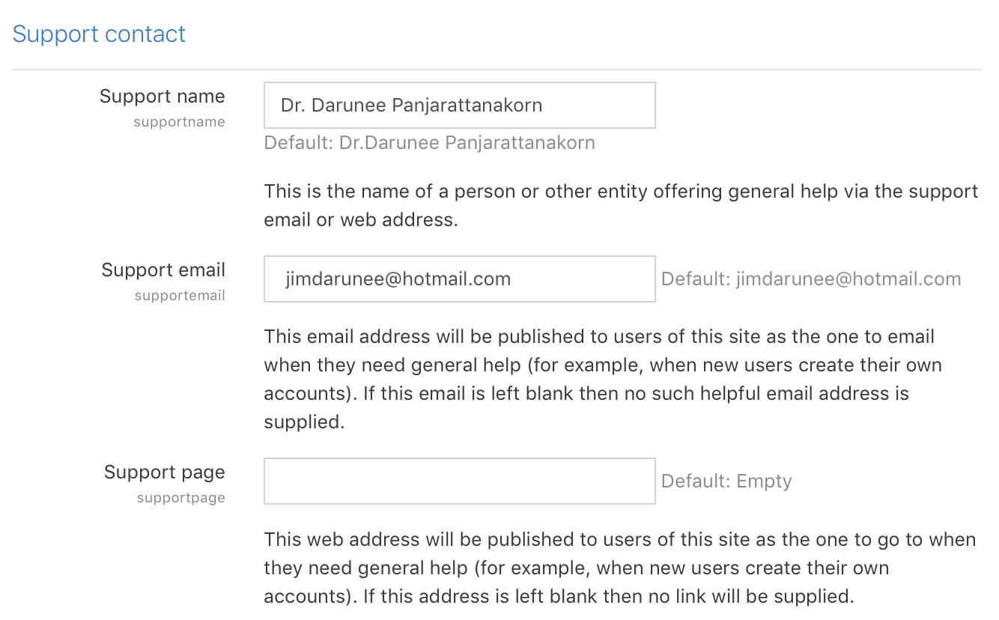 Support contact
Support name
supportname
Dr. Darunee Panjarattanakorn
Default: Dr.Darunee Panjarattanakorn
This is the name of a person or other entity offering general help via the support
email or web address.
Support email
supportemail
jimdarunee@hotmail.com
Default: jimdarunee@hotmail.com
This email address will be published to users of this site as the one to email
when they need general help (for example, when new users create their own
accounts). If this email is left blank then no such helpful email address is
supplied.
Support page
supportpage
Default: Empty
This web address will be published to users of this site as the one to go to when
they need general help (for example, when new users create their own
accounts). If this address is left blank then no link will be supplied.